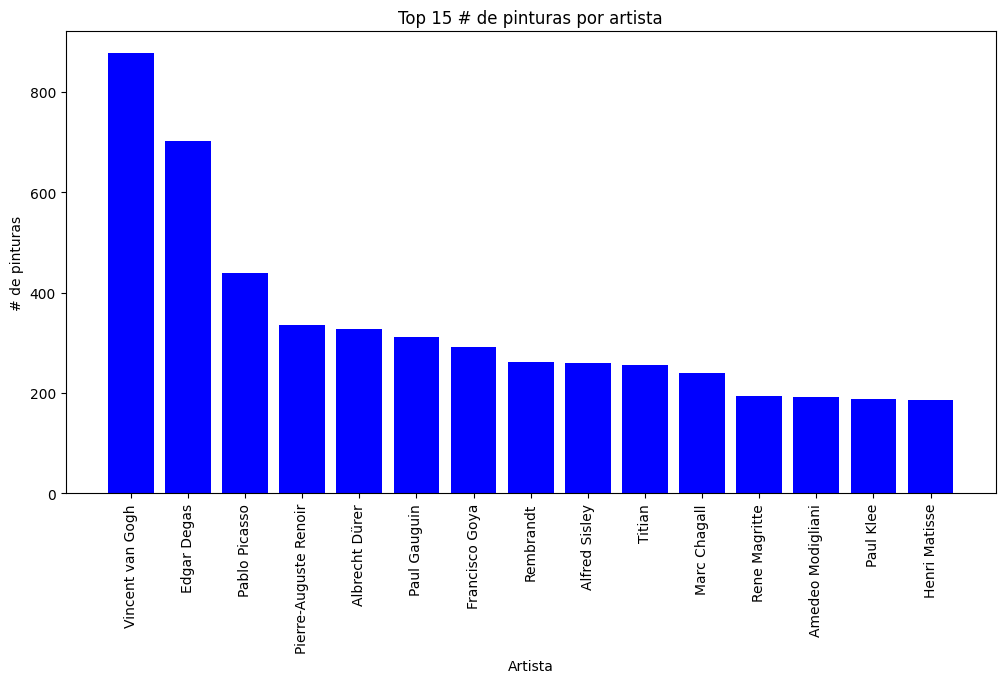 Top 15 # de pinturas por artista
# de pinturas
800
600
400
200
0
Vincent van Gogh
Edgar Degas
Pablo Picasso
Pierre-Auguste Renoir
Albrecht Dürer
Paul Gauguin
Francisco Goya
Rembrandt
Alfred Sisley
Titian
Marc Chagall
Rene Magritte
Amedeo Modigliani
Paul Klee
Henri Matisse
Artista